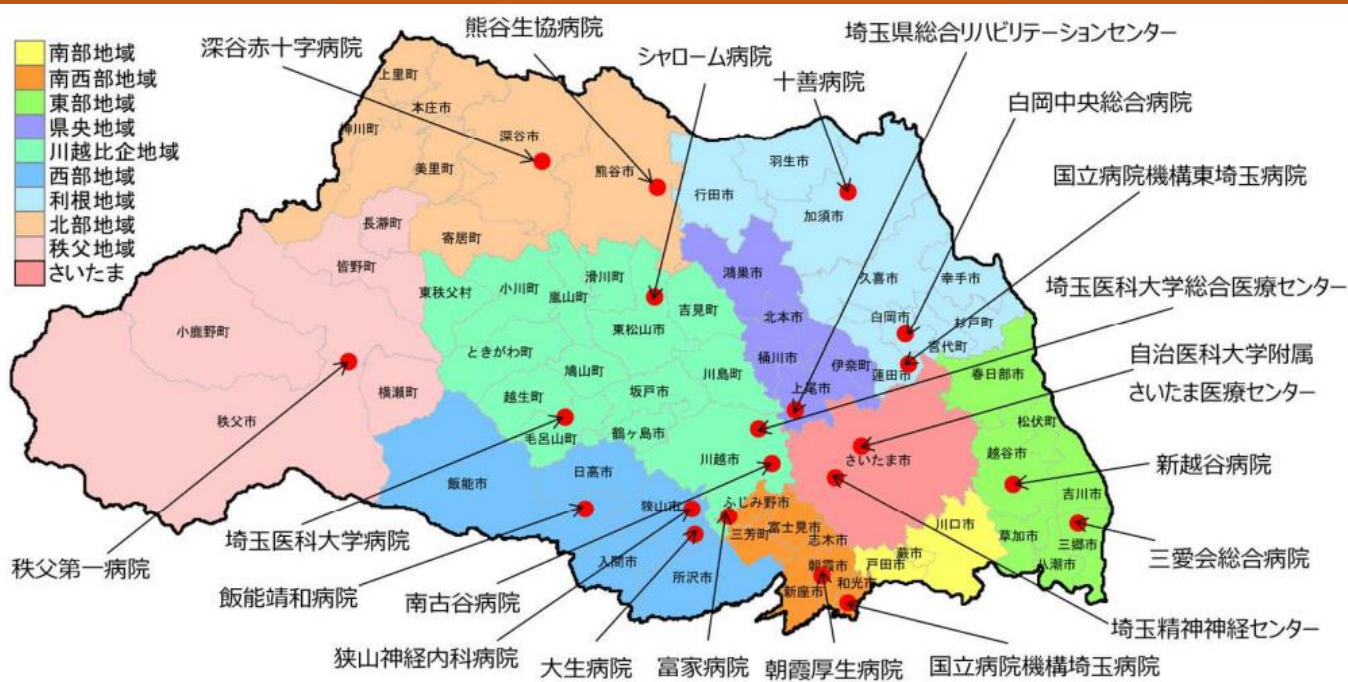 熊谷生協病院
深谷赤十字病院
シャローム病院
埼玉県総合リハビリテーションセンター
十善病院
白岡中央総合病院
国立病院機構東埼玉病院
埼玉医科大学総合医療センター
自治医科大学附属
さいたま医療センター
新越谷病院
三愛会総合病院
埼玉精神神経センター
国立病院機構埼玉病院
朝霞厚生病院
富家病院
大生病院
狭山神経内科病院
南古谷病院
飯能靖和病院
埼玉医科大学病院
秩父第一病院
南部地域
南西部地域
東部地域
県央地域
川越比企地域
西部地域
利根地域
北部地域
秩父地域
さいたま
上里町
本庄市
神川町
美里町
深谷市
熊谷市
寄居町
長瀞町
皆野町
小鹿野町
秩父市
横瀬町
東秩父村
小川町
嵐山町
滑川町
吉見町
東松山市
ときがわ町
鳩山町
坂戸市
川島町
越生町
毛呂山町
鶴ヶ島市
川越市
ふじみ野市
飯能市
日高市
狭山市
入間市
所沢市
三芳町
富士見市
志木市
朝霞市
新座市
和光市
戸田市
蕨市
川口市
さいたま市
行田市
羽生市
加須市
久喜市
幸手市
白岡市
杉戸町
宮代町
蓮田市
鴻巣市
北本市
桶川市
伊奈町
上尾市
春日部市
松伏町
越谷市
吉川市
草加市
三郷市
八潮市